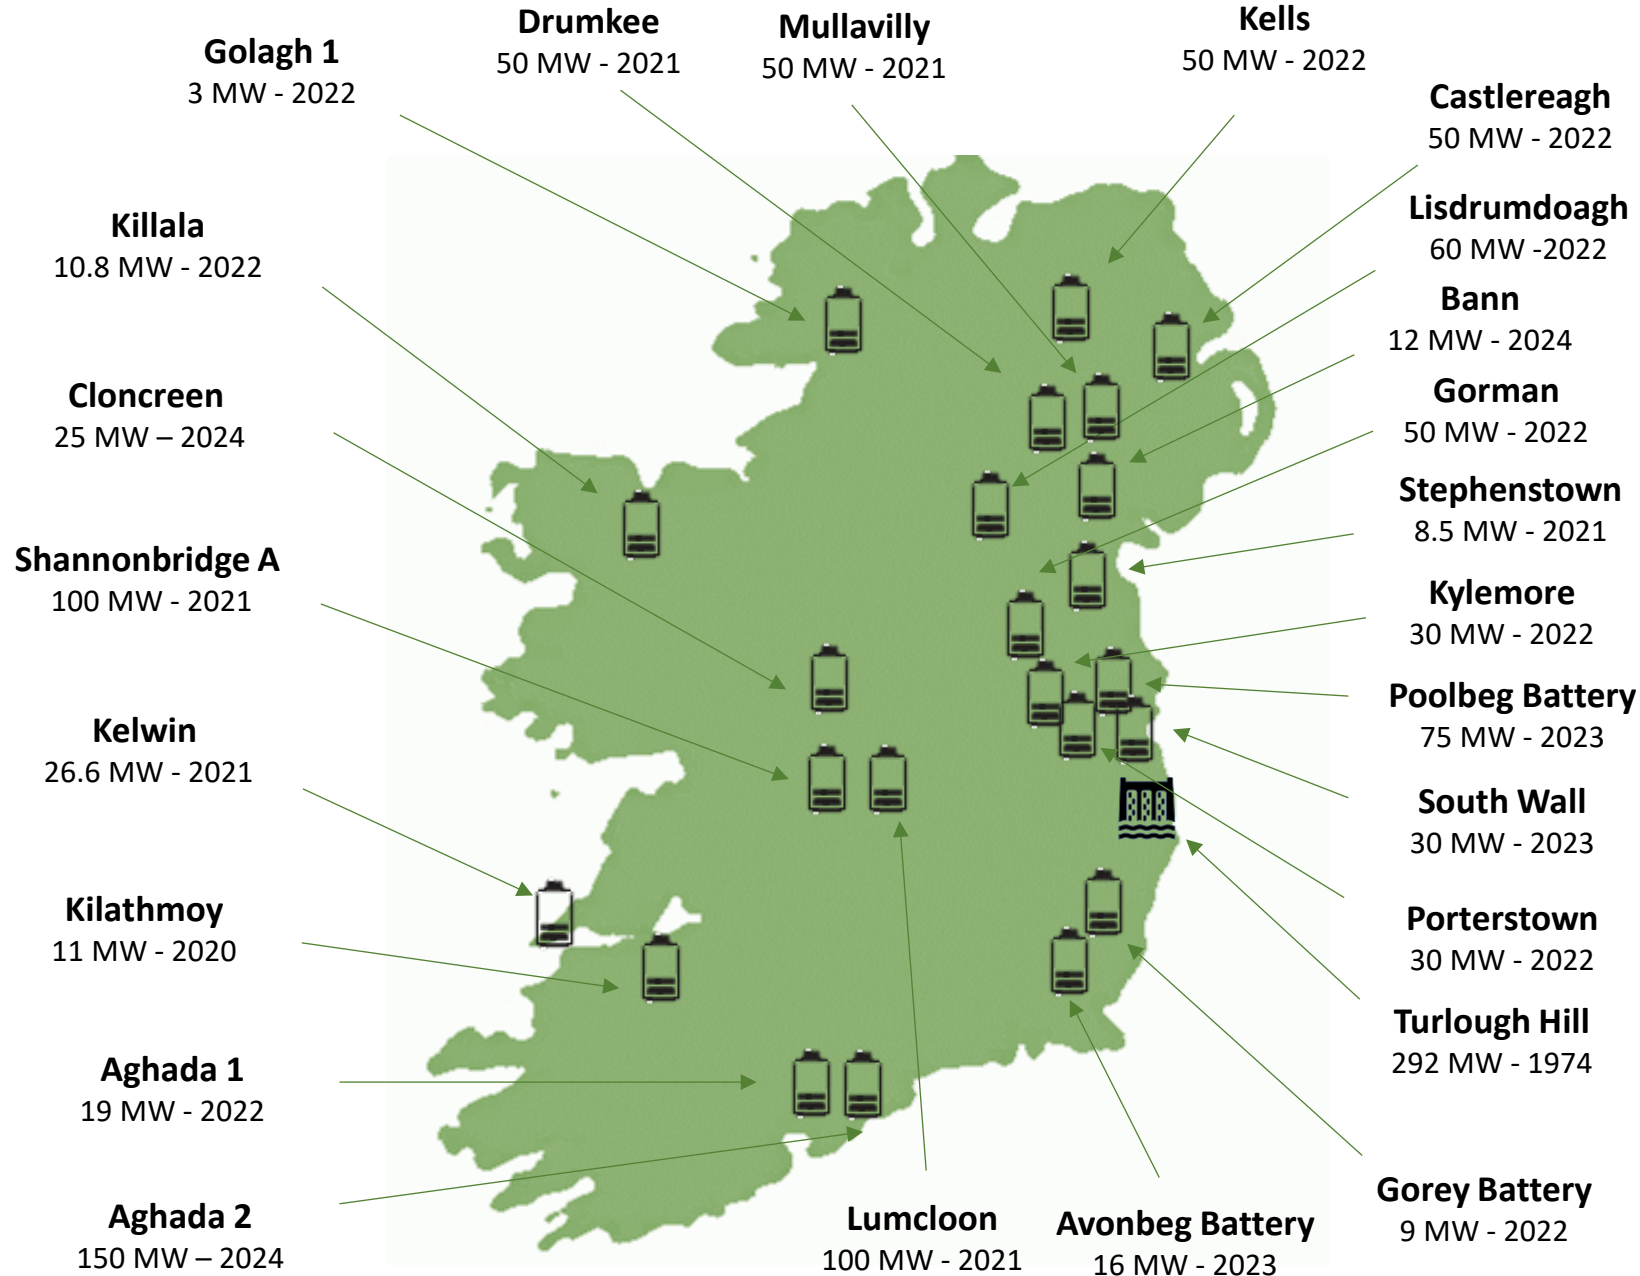 Drumkee
50 MW - 2021
Mullavilly
50 MW - 2021
Kells
50 MW - 2022
Golagh 1
3 MW - 2022
Castlereagh
50 MW - 2022
Killala
10.8 MW - 2022
Lisdrumdoagh
60 MW -2022
Bann
12 MW - 2024
Cloncreen
25 MW – 2024
Gorman
50 MW - 2022
Stephenstown
8.5 MW - 2021
Shannonbridge A
100 MW - 2021
Kylemore
30 MW - 2022
Poolbeg Battery
75 MW - 2023
Kelwin
26.6 MW - 2021
South Wall
30 MW - 2023
Kilathmoy
11 MW - 2020
Porterstown
30 MW - 2022
Turlough Hill
292 MW - 1974
Aghada 1
19 MW - 2022
Gorey Battery
9 MW - 2022
Aghada 2
150 MW – 2024
Lumcloon
100 MW - 2021
Avonbeg Battery
16 MW - 2023